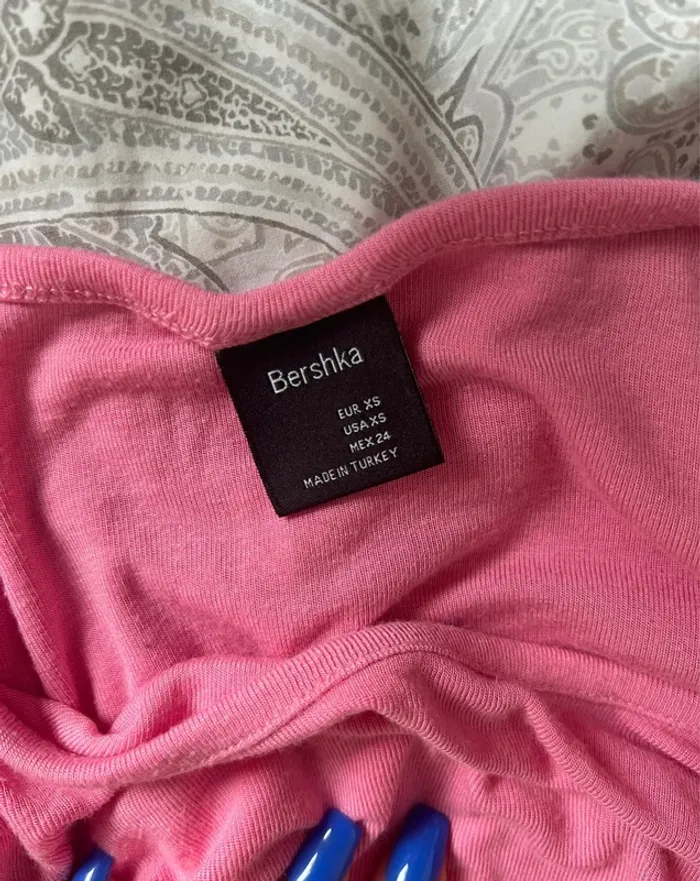 Bershka
EUR XS
USA XS
MEX 24
MADE IN TURKEY